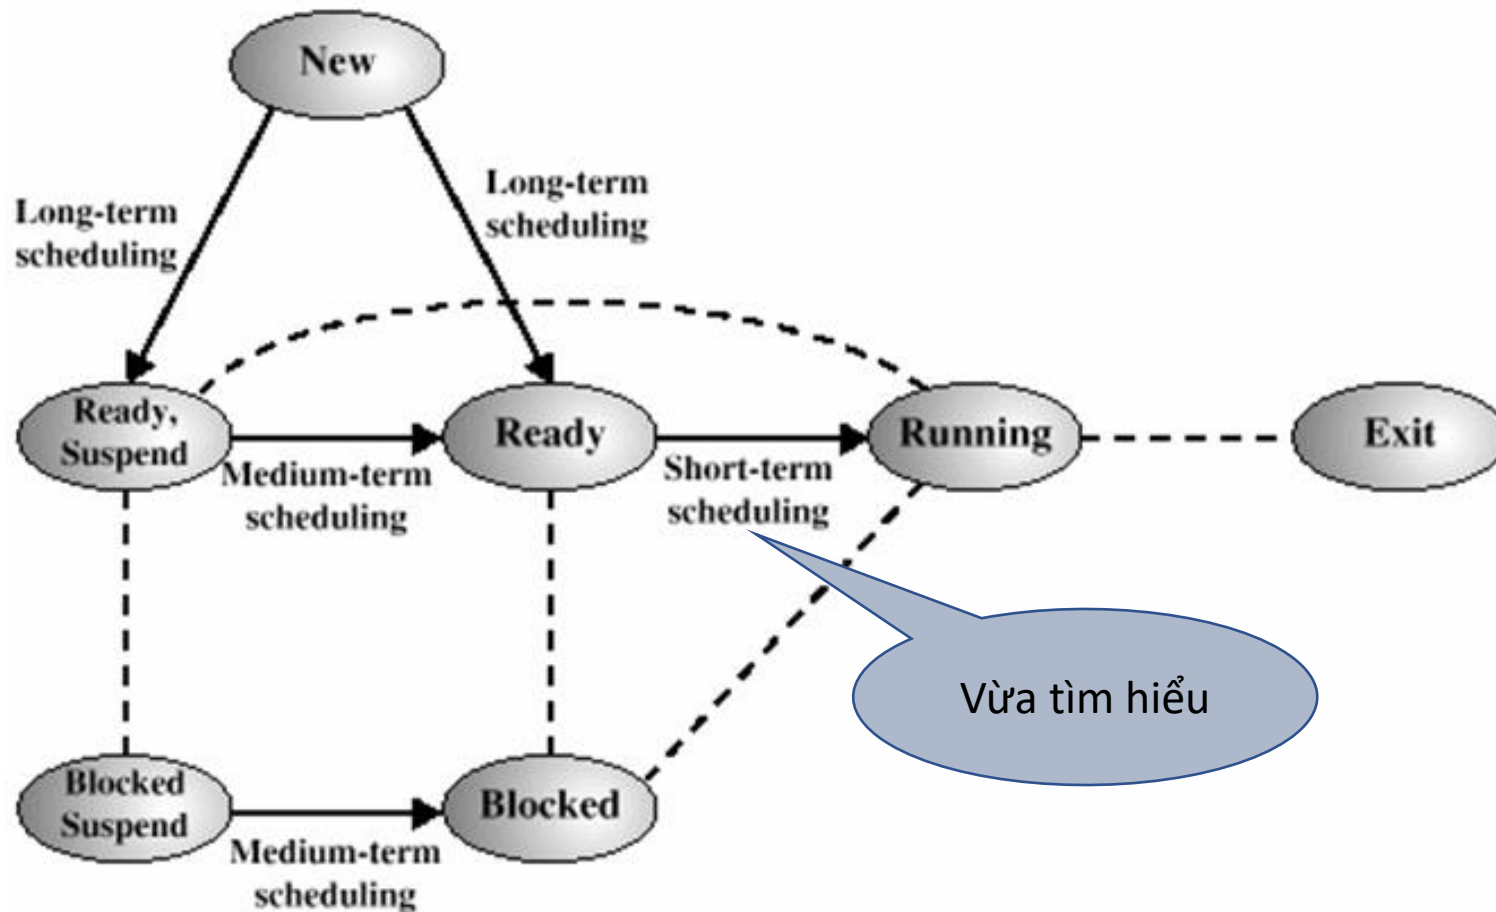 New
Long-term
scheduling
Long-term
scheduling
Ready,
Suspend
Medium-term
scheduling
Ready
Short-term
scheduling
Running
Exit
Vừa tìm hiểu
Blocked
Suspend
Medium-term
scheduling
Blocked